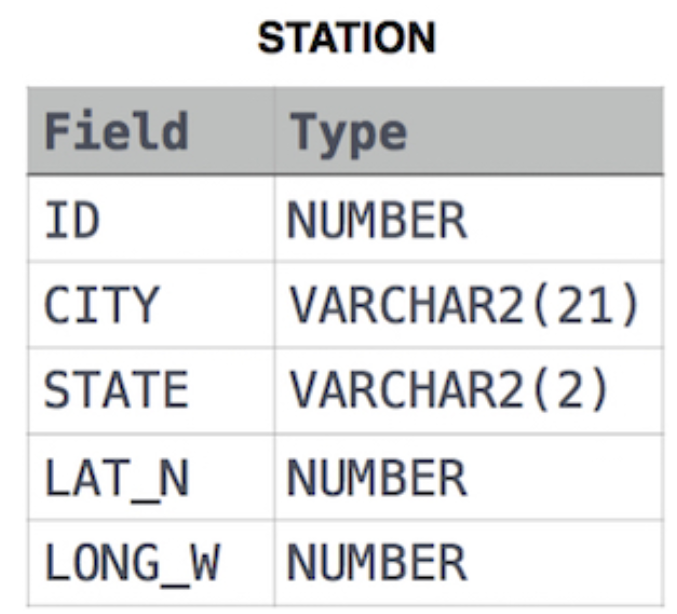 STATION
Field Type
ID NUMBER
CITY VARCHAR2(21)
STATE VARCHAR2(2)
LAT_N NUMBER
LONG_W NUMBER